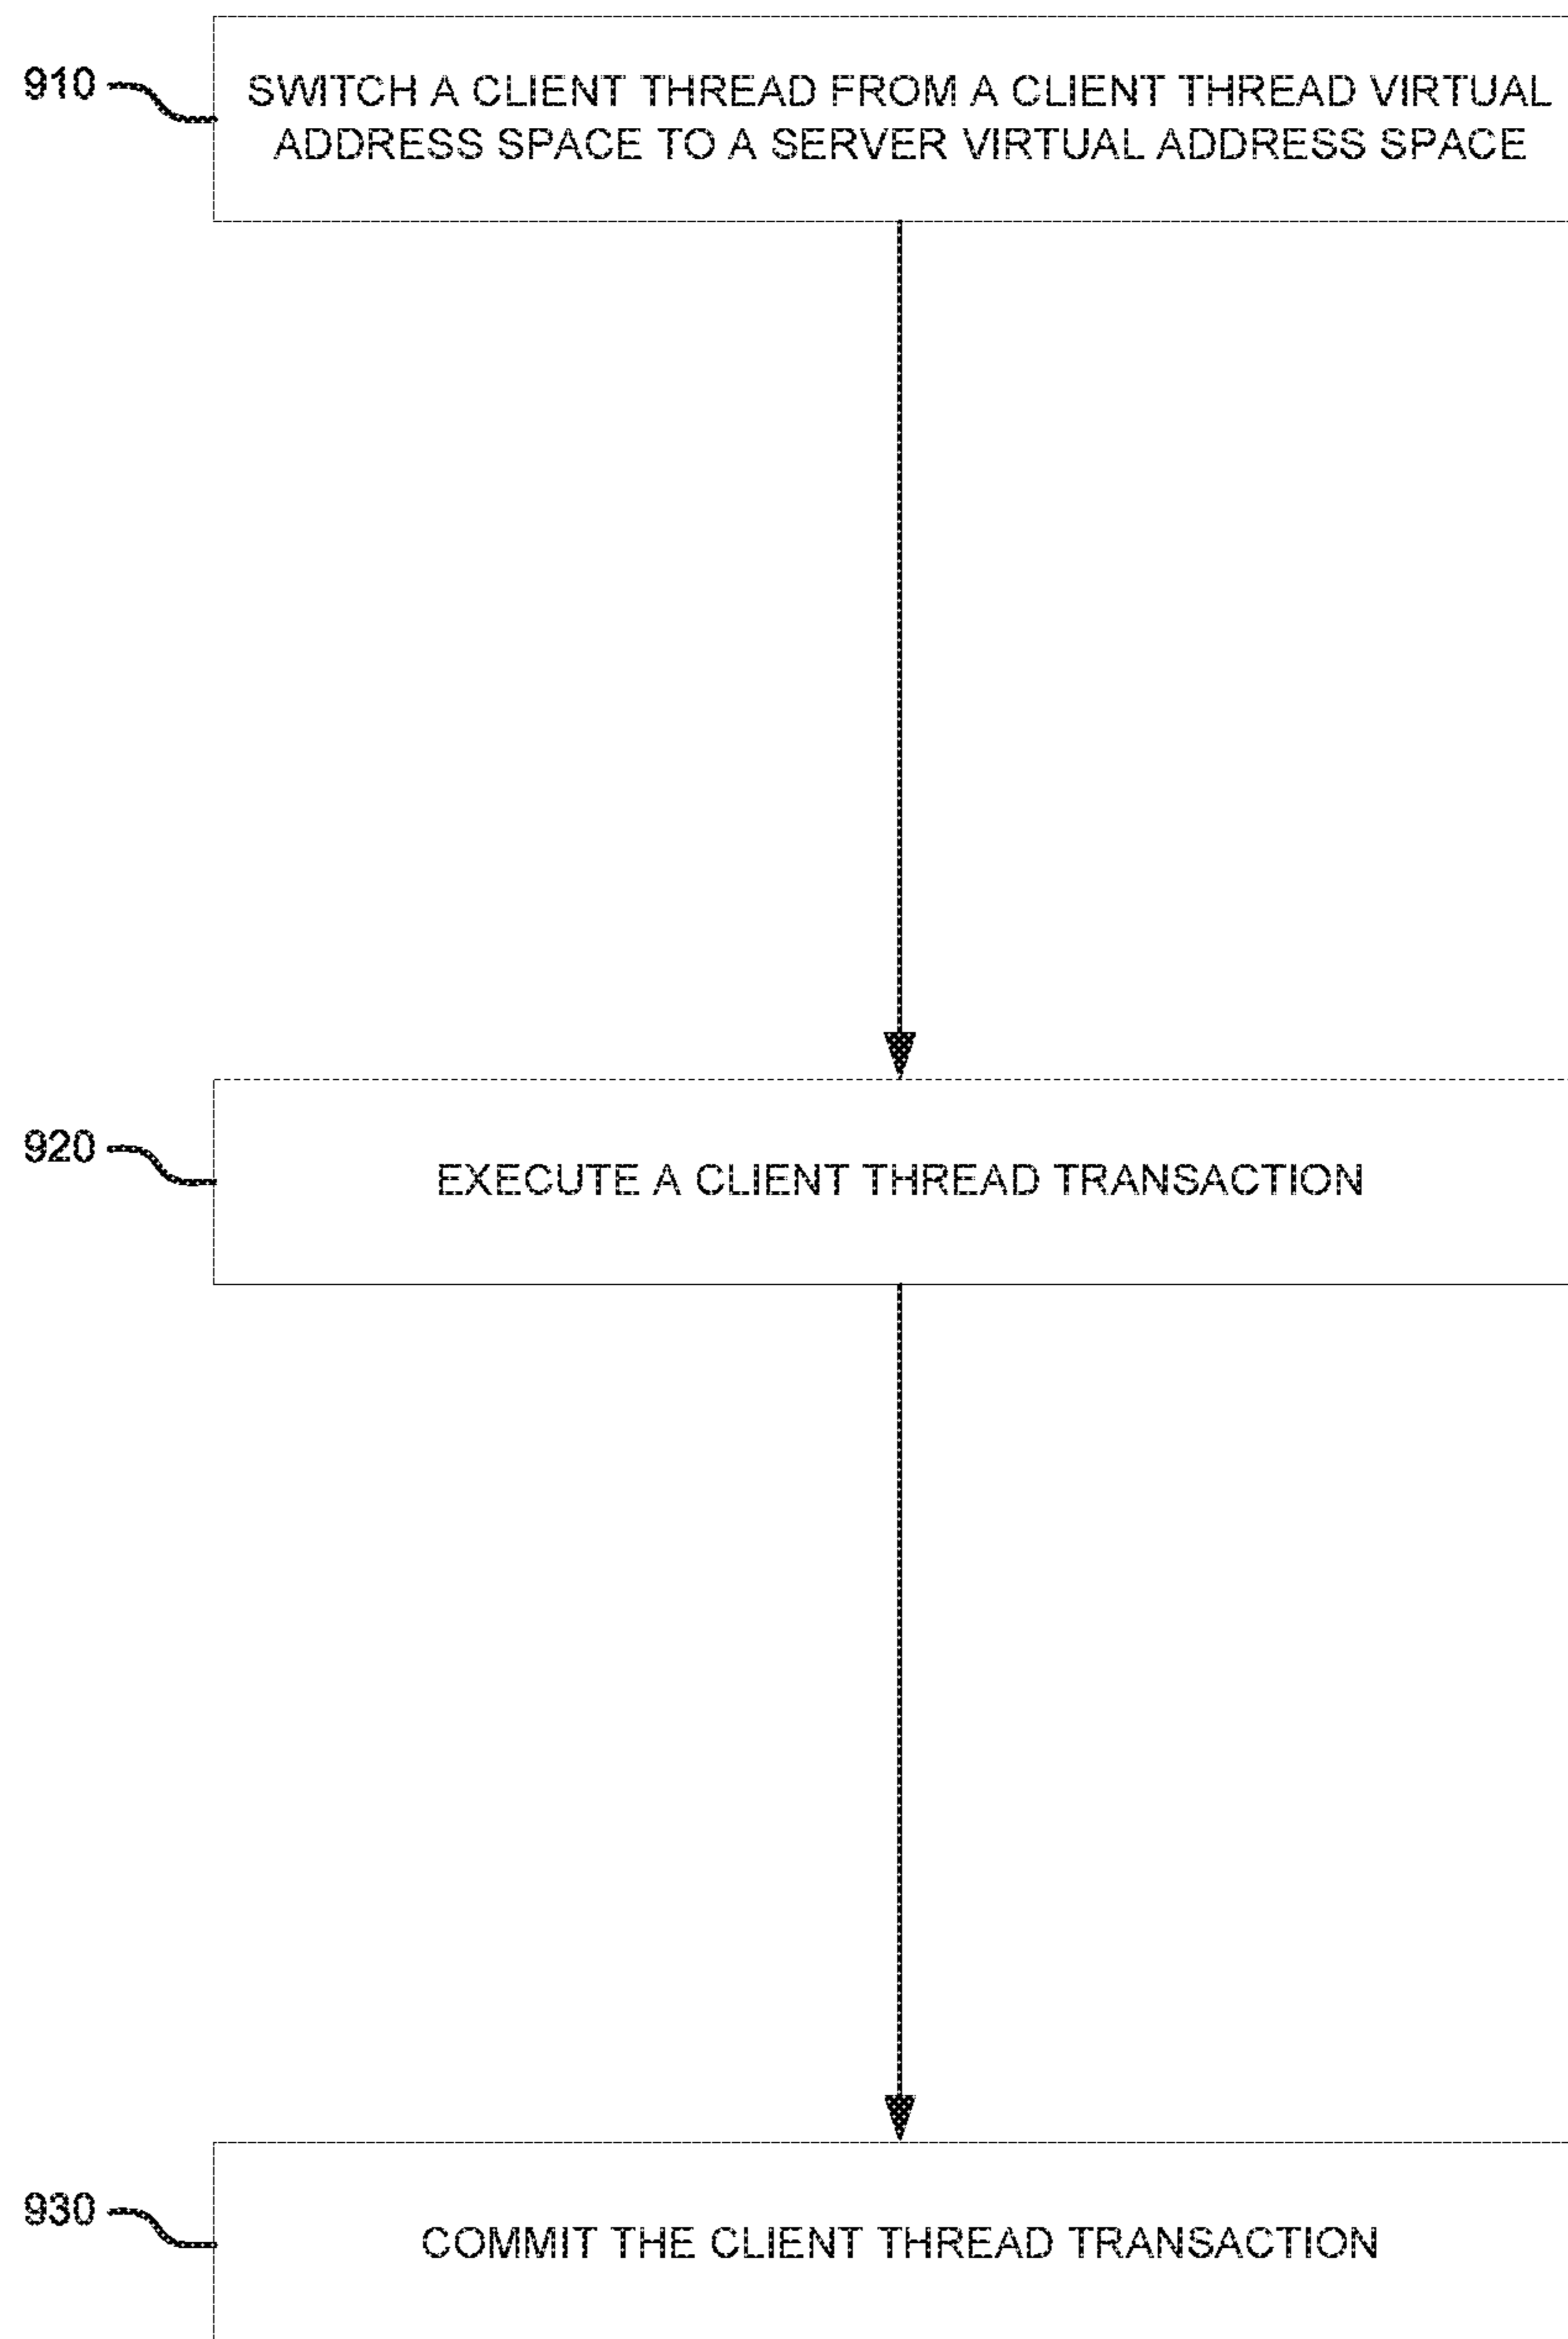 910
SWITCH A CLIENT THREAD FROM A CLIENT THREAD VIRTUAL
ADDRESS SPACE TO A SERVER VIRTUAL ADDRESS SPACE
920
EXECUTE A CLIENT THREAD TRANSACTION
930
COMMIT THE CLIENT THREAD TRANSACTION